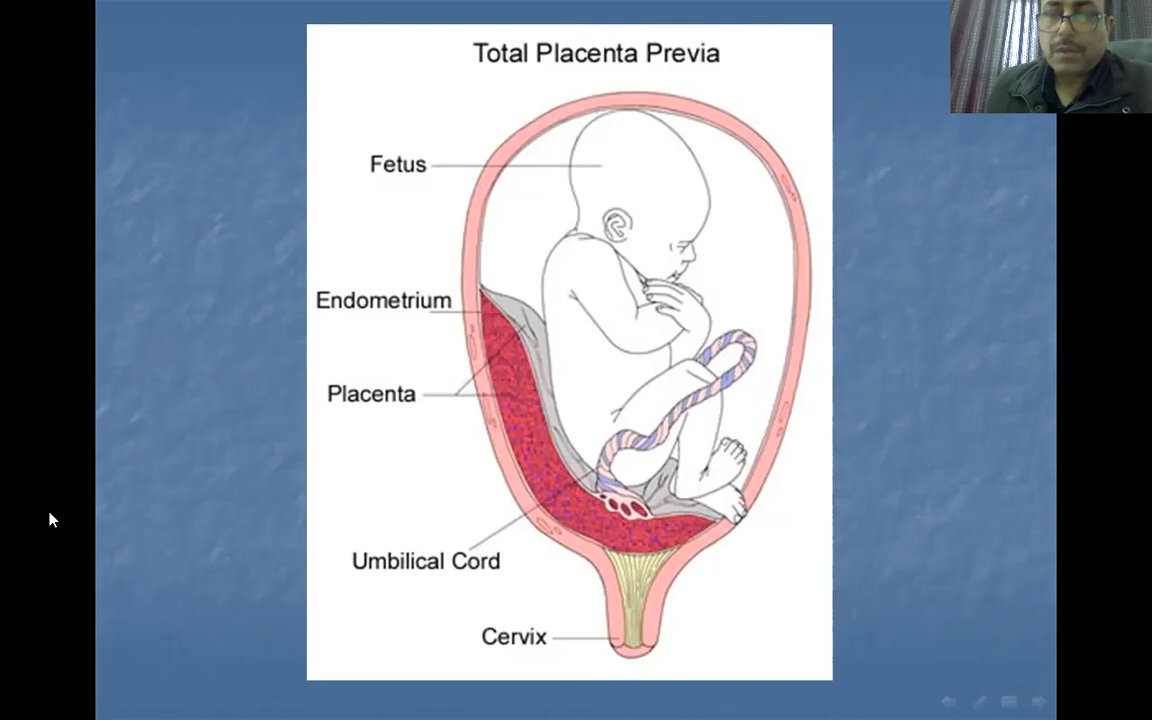 Total Placenta Previa
Fetus
Endometrium
Placenta
Umbilical Cord
Cervix